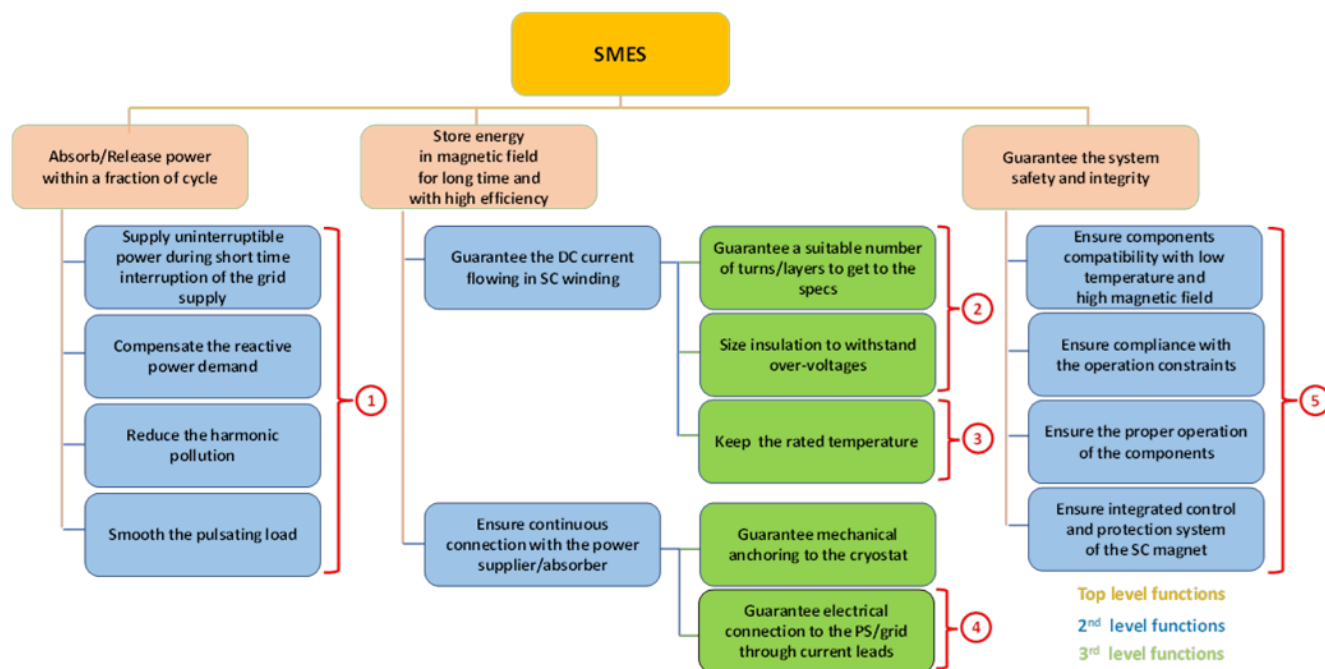 SMES
Absorb/Release power
within a fraction of cycle
Supply uninterruptible
power during short time
interruption of the grid
supply
Compensate the reactive
power demand
Reduce the harmonic
pollution
Smooth the pulsating load
1
Store energy
in magnetic field
for long time and
with high efficiency
Guarantee the DC current
flowing in SC winding
Guarantee a suitable number
of turns/layers to get to the
specs
Size insulation to withstand
over-voltages
2
Keep the rated temperature
3
Ensure continuous
connection with the power
supplier/absorber
Guarantee mechanical
anchoring to the cryostat
Guarantee electrical
connection to the PS/grid
through current leads
4
Guarantee the system
safety and integrity
Ensure components
compatibility with low
temperature and
high magnetic field
Ensure compliance with
the operation constraints
Ensure the proper operation
of the components
Ensure integrated control
and protection system
of the SC magnet
5
Top level functions
2nd level functions
3rd level functions